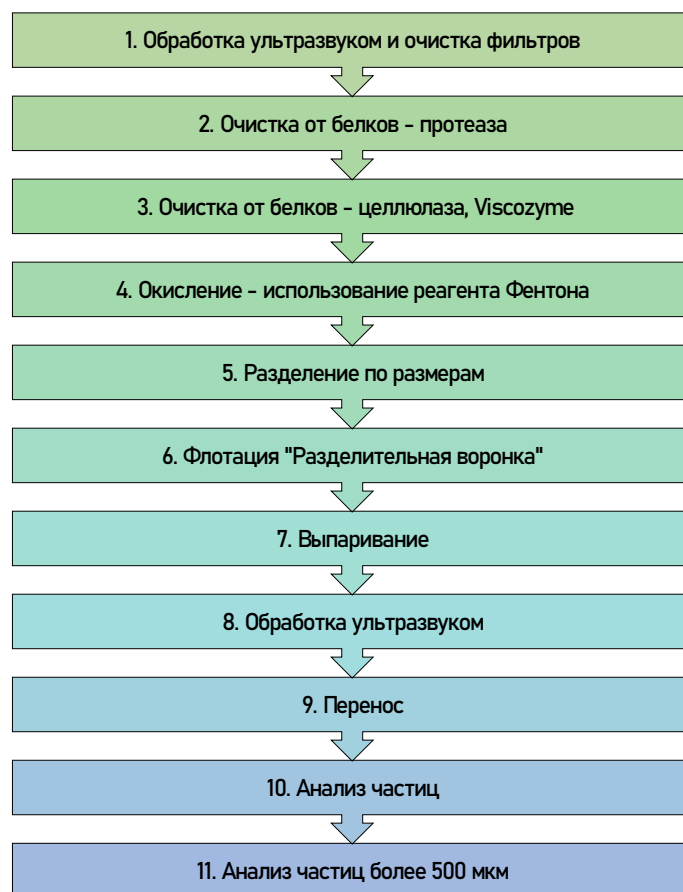 1. Обработка ультразвуком и очистка фильтров
2. Очистка от белков - протеаза
3. Очистка от белков - целлюлаза, Viscozyme
4. Окисление - использование реагента Фентона
5. Разделение по размерам
6. Флотация "Разделительная воронка"
7. Выпаривание
8. Обработка ультразвуком
9. Перенос
10. Анализ частиц
11. Анализ частиц более 500 мкм